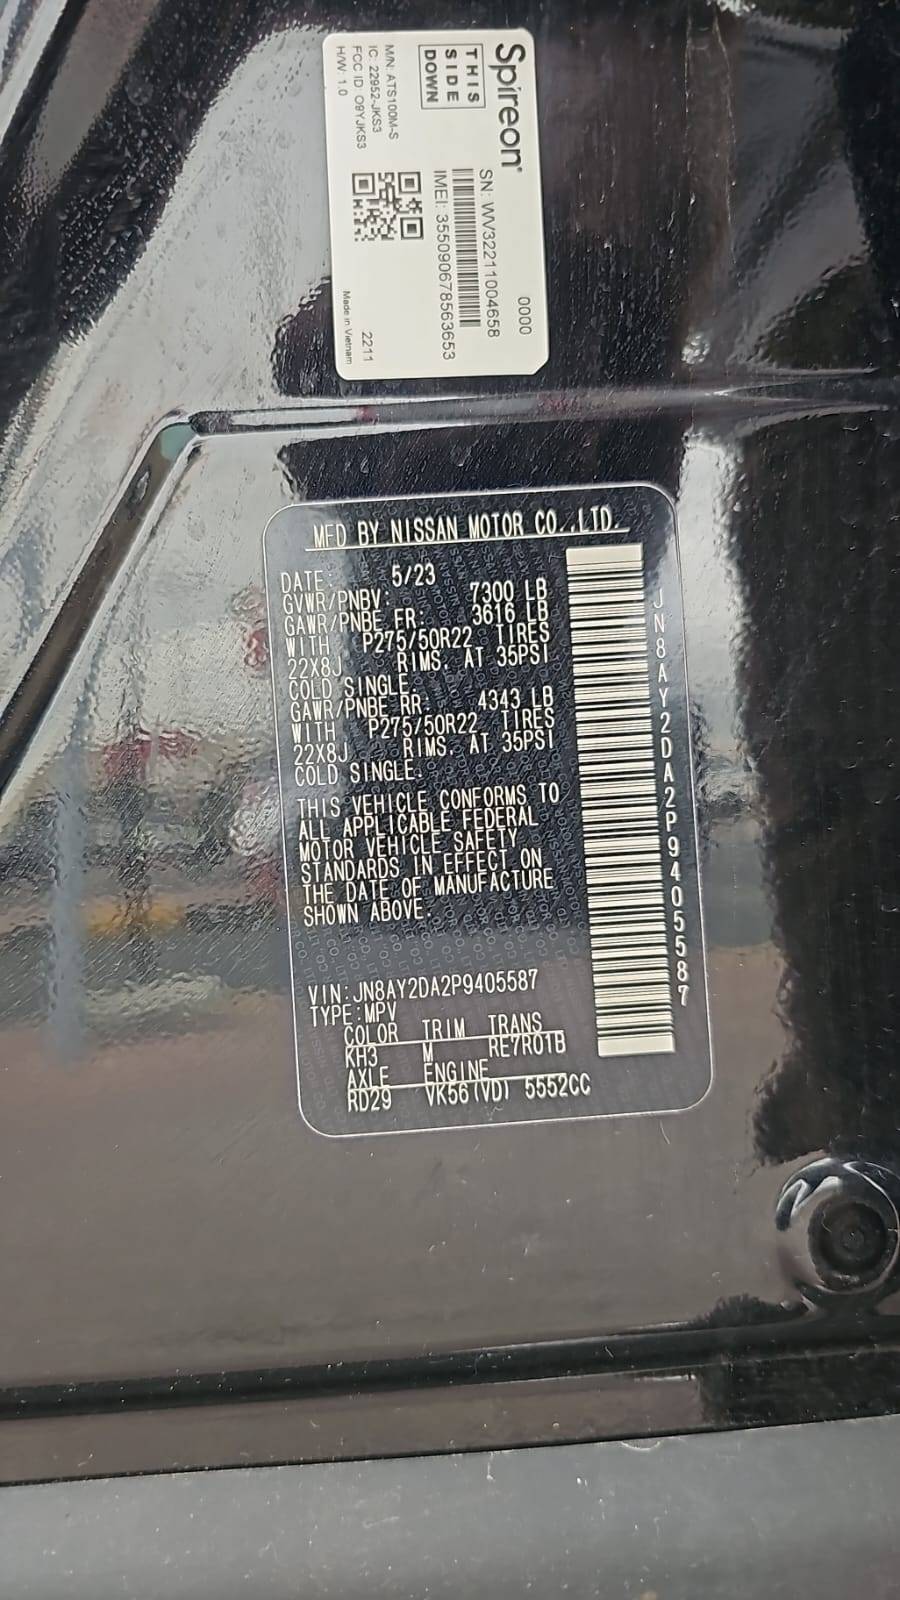 Spireon®
THIS
SIDE
DOWN
M/N: ATS100M-S
IC: 22952-JKS3
FCC ID: O9YJKS3
H/W: 1.0
0000
SN: WV32211004658
IMEI: 355090678563653
2211
Made in Vietnam
MFD BY NISSAN MOTOR CO.,LTD.
DATE: 5/23
GVWR/PNBV: 7300 LB
GAWR/PNBE FR: 3616 LB
WITH P275/50R22 TIRES
22X8J RIMS. AT 35PSI
COLD SINGLE.
GAWR/PNBE RR: 4343 LB
WITH P275/50R22 TIRES
22X8J RIMS. AT 35PSI
COLD SINGLE.
THIS VEHICLE CONFORMS TO
ALL APPLICABLE FEDERAL
MOTOR VEHICLE SAFETY
STANDARDS IN EFFECT ON
THE DATE OF MANUFACTURE
SHOWN ABOVE.
VIN:JN8AY2DA2P9405587
TYPE:MPV
COLOR TRIM TRANS
KH3 M RE7R01B
AXLE ENGINE
RD29 VK56(VD) 5552CC
JN8AY2DA2P9405587